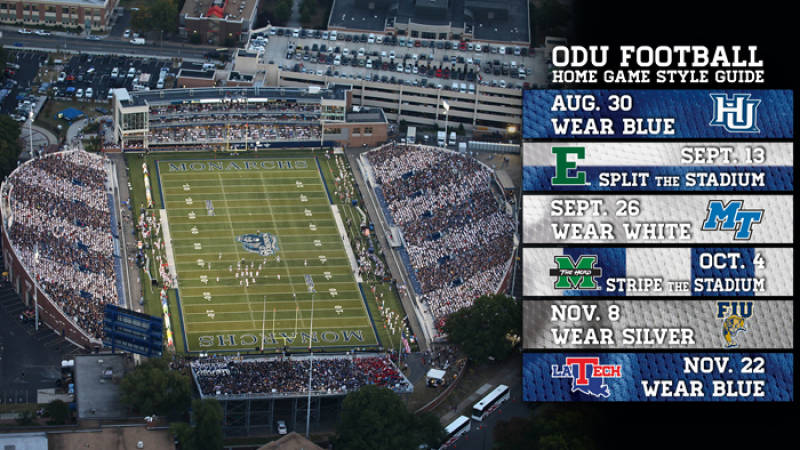 ODU FOOTBALL
HOME GAME STYLE GUIDE
AUG. 30
WEAR BLUE
HU
E
SEPT. 13
SPLIT THE STADIUM
SEPT. 26
WEAR WHITE
MT
M
THE HERD
OCT. 4
STRIPE THE STADIUM
NOV. 8
WEAR SILVER
FIU
LA TECH
NOV. 22
WEAR BLUE
MONARCHS
MONARCHS